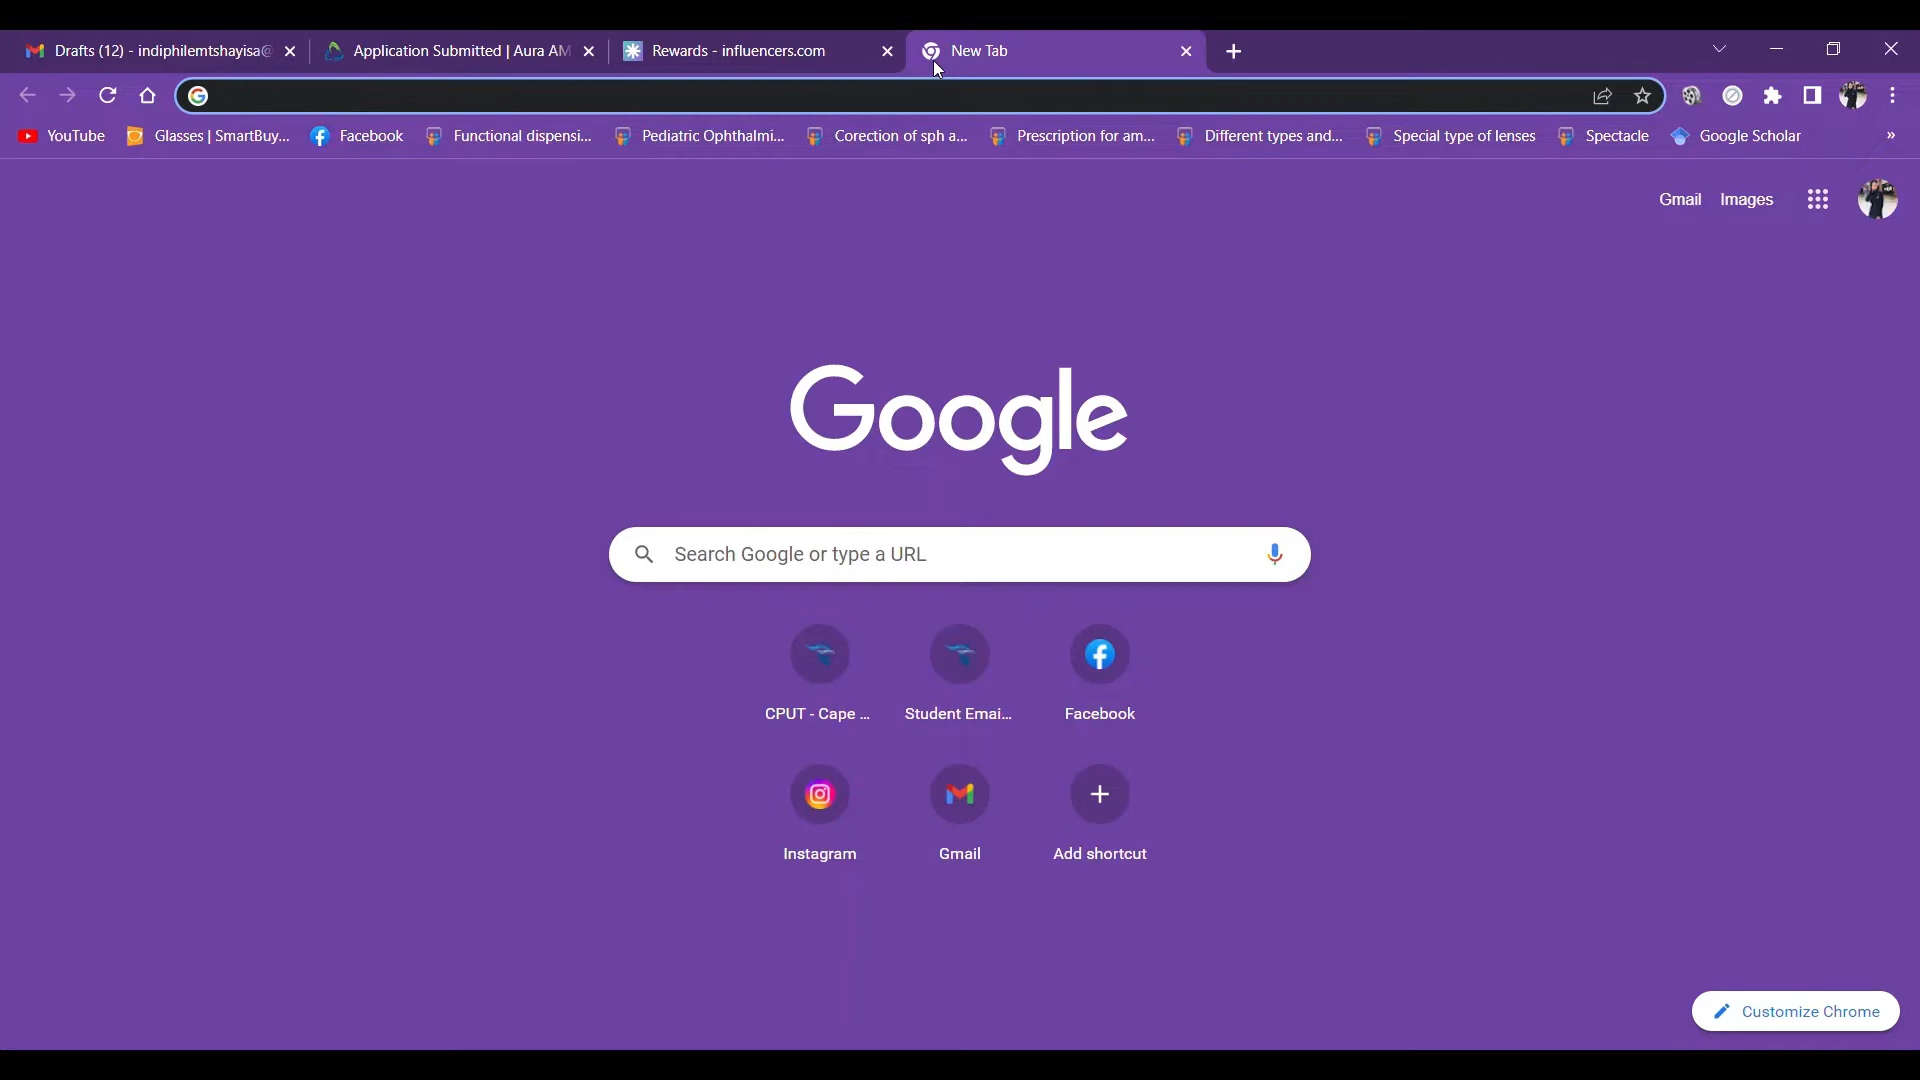 Drafts (12) - indiphilemtshayisa@
Application Submitted | Aura AM
Rewards - influencers.com
New Tab
YouTube
Glasses | SmartBuy...
Facebook
Functional dispensi...
Pediatric Ophthalmi...
Corection of sph a...
Prescription for am...
Different types and...
Special type of lenses
Spectacle
Google Scholar
»
Gmail
Images
Google
Search Google or type a URL
CPUT - Cape ...
Student Emai...
Facebook
Instagram
Gmail
Add shortcut
Customize Chrome